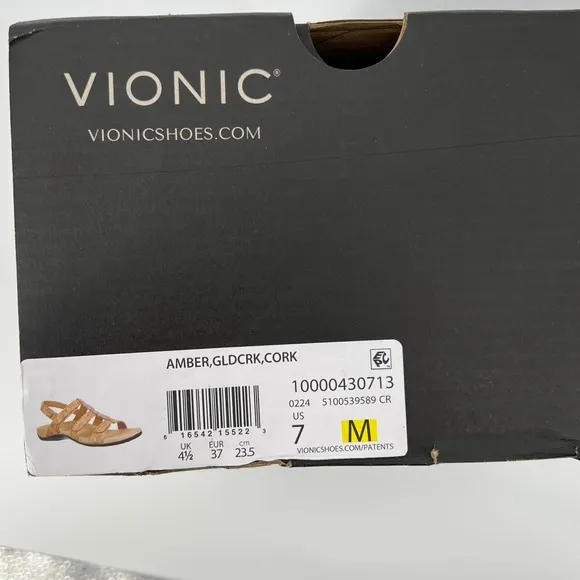 VIONIC®
VIONICSHOES.COM
AMBER,GLDCRK,CORK
6 16542 15522 3
UK EUR cm
4½ 37 23.5
10000430713
0224 5100539589 CR
US
7 M
VIONICSHOES.COM/PATENTS